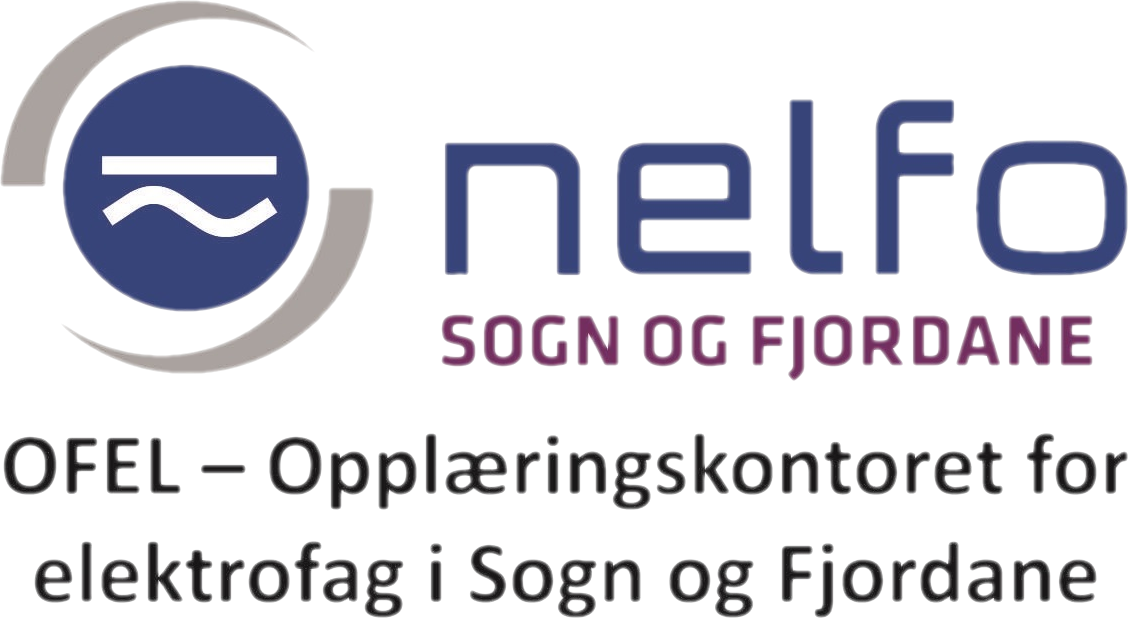 nelfo
SOGN OG FJORDANE
OFEL – Opplæringskontoret for
elektrofag i Sogn og Fjordane